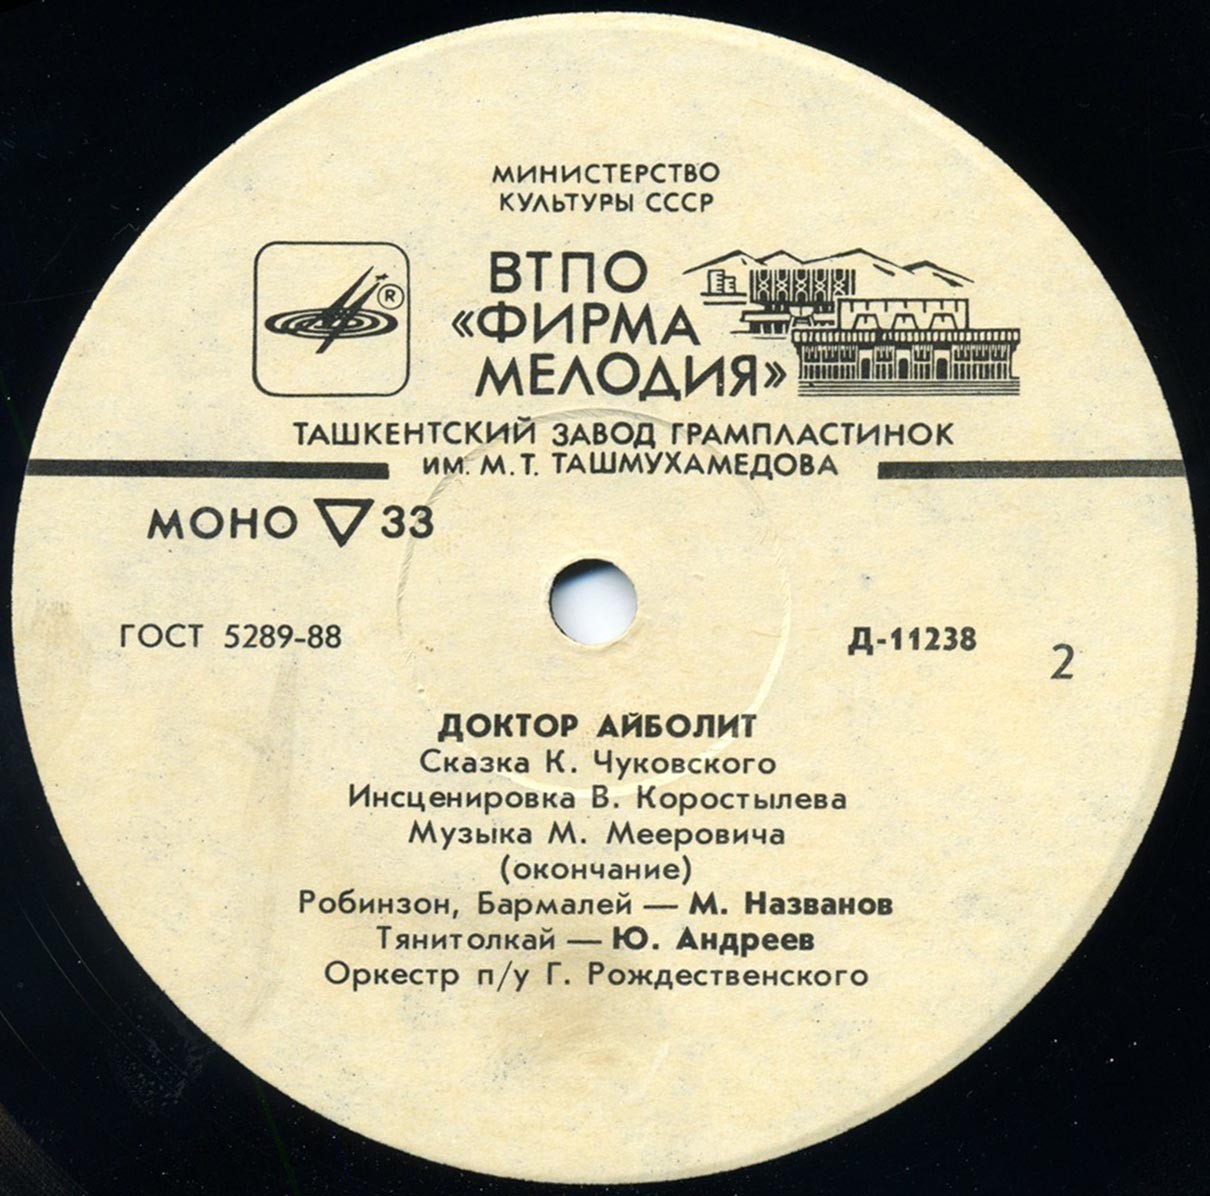 МИНИСТЕРСТВО
КУЛЬТУРЫ СССР
ВТПО
«ФИРМА
МЕЛОДИЯ»
®
ТАШКЕНТСКИЙ ЗАВОД ГРАМПЛАСТИНОК
ИМ. М.Т. ТАШМУХАМЕДОВА
МОНО ▽ 33
ГОСТ 5289-88
Д-11238
2
ДОКТОР АЙБОЛИТ
Сказка К. Чуковского
Инсценировка В. Коростылева
Музыка М. Мееровича
(окончание)
Робинзон, Бармалей — М. Названов
Тянитолкай — Ю. Андреев
Оркестр п/у Г. Рождественского